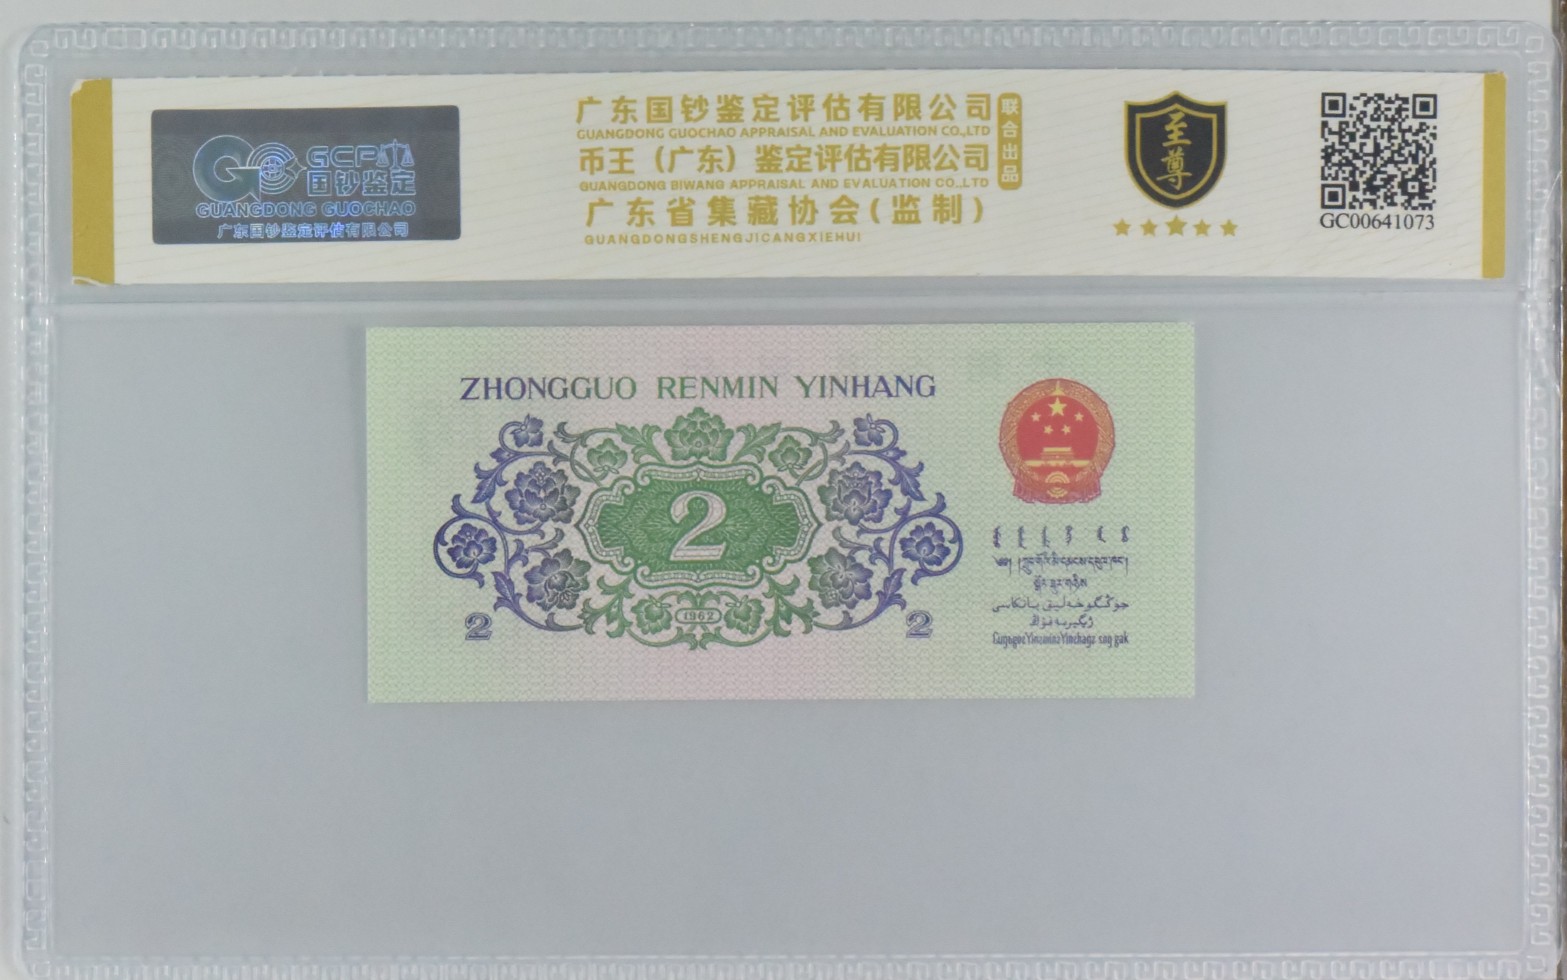 GCP
国钞鉴定
GUANGDONG GUOCHAO
广东国钞鉴定评估有限公司
广东国钞鉴定评估有限公司
GUANGDONG GUOCHAO APPRAISAL AND EVALUATION CO.,LTD
币王（广东）鉴定评估有限公司
GUANGDONG BIWANG APPRAISAL AND EVALUATION CO.,LTD
广东省集藏协会(监制)
GUANGDONGSHENGJICANGXIEHUI
联合出品
至尊
GC00641073
ZHONGGUO RENMIN YINHANG
2
1962
2
2